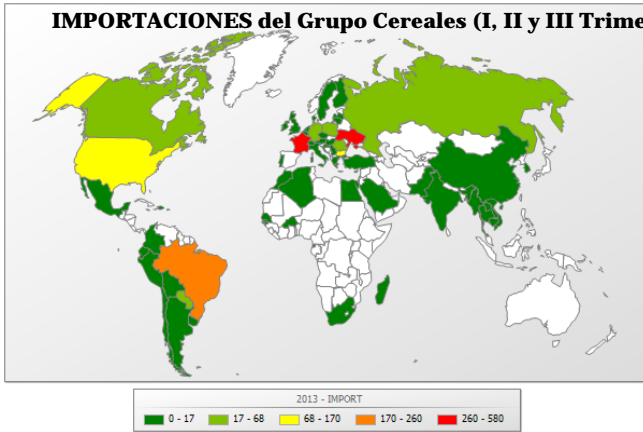 IMPORTACIONES del Grupo Cereales (I, II y III Trime
2013 - IMPORT
0 - 17 17 - 68 68 - 170 170 - 260 260 - 580